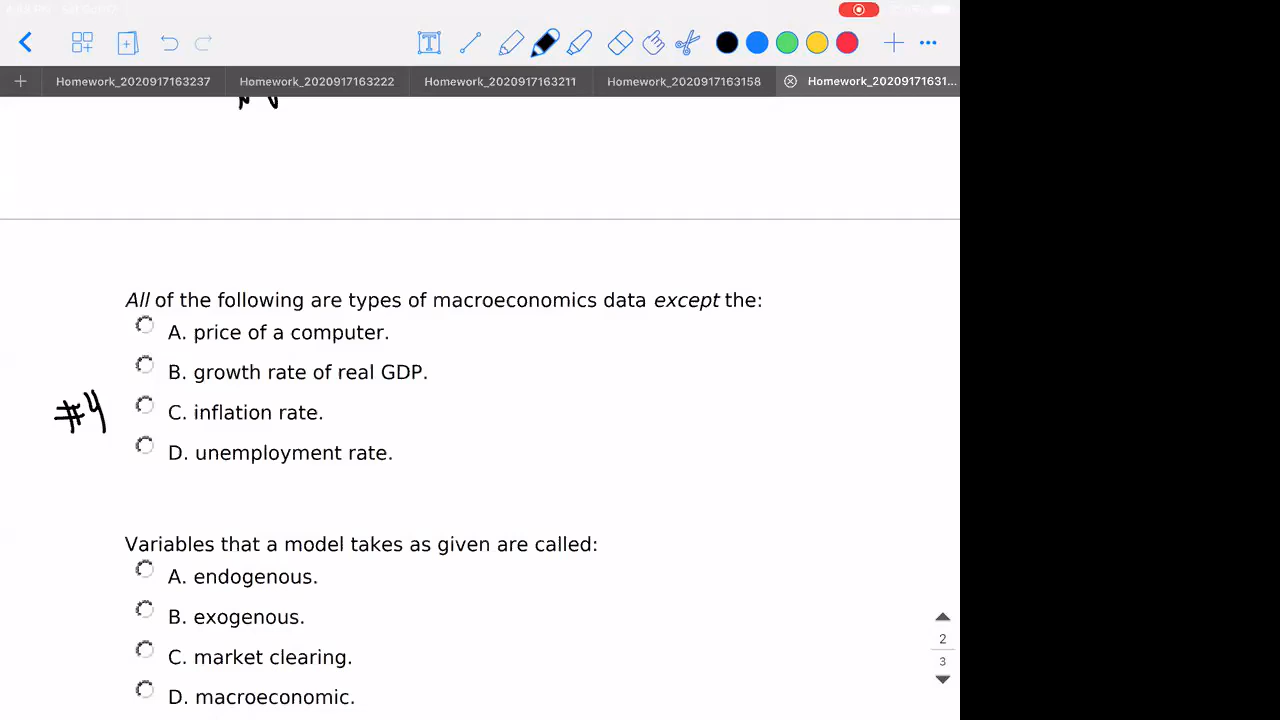 Homework_2020917163237 Homework_2020917163222 Homework_2020917163211 Homework_2020917163158 Homework_20209171631...
All of the following are types of macroeconomics data except the:
A. price of a computer.
B. growth rate of real GDP.
#4 C. inflation rate.
D. unemployment rate.
Variables that a model takes as given are called:
A. endogenous.
B. exogenous.
C. market clearing.
D. macroeconomic.
2
3